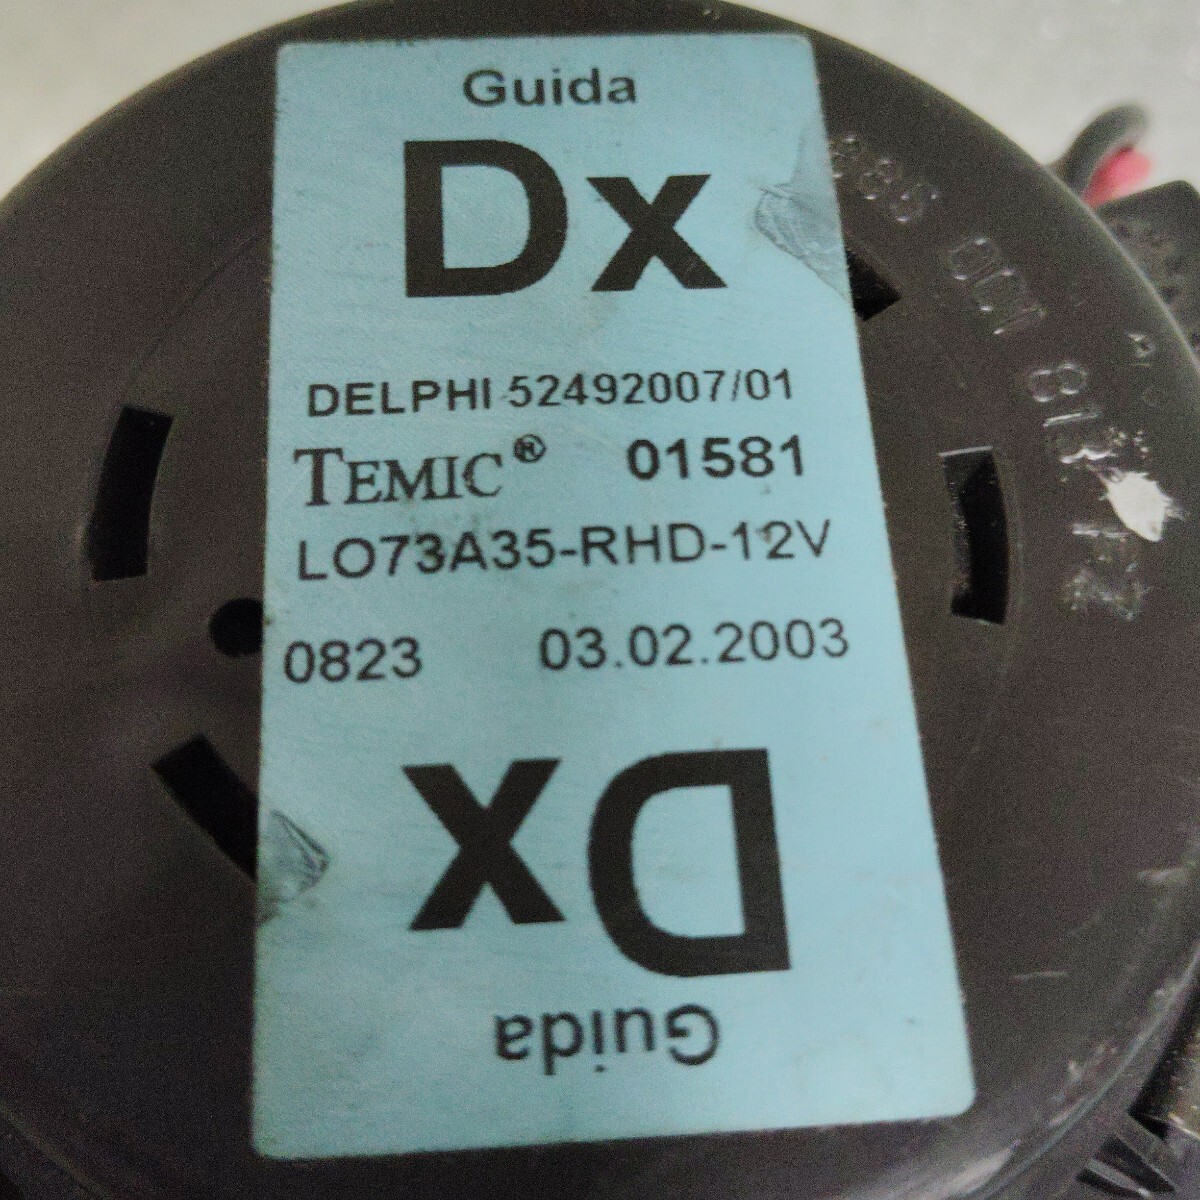 Guida
Dx
DELPHI 52492007/01
TEMIC® 01581
LO73A35-RHD-12V
0823 03.02.2003
Dx
Guida